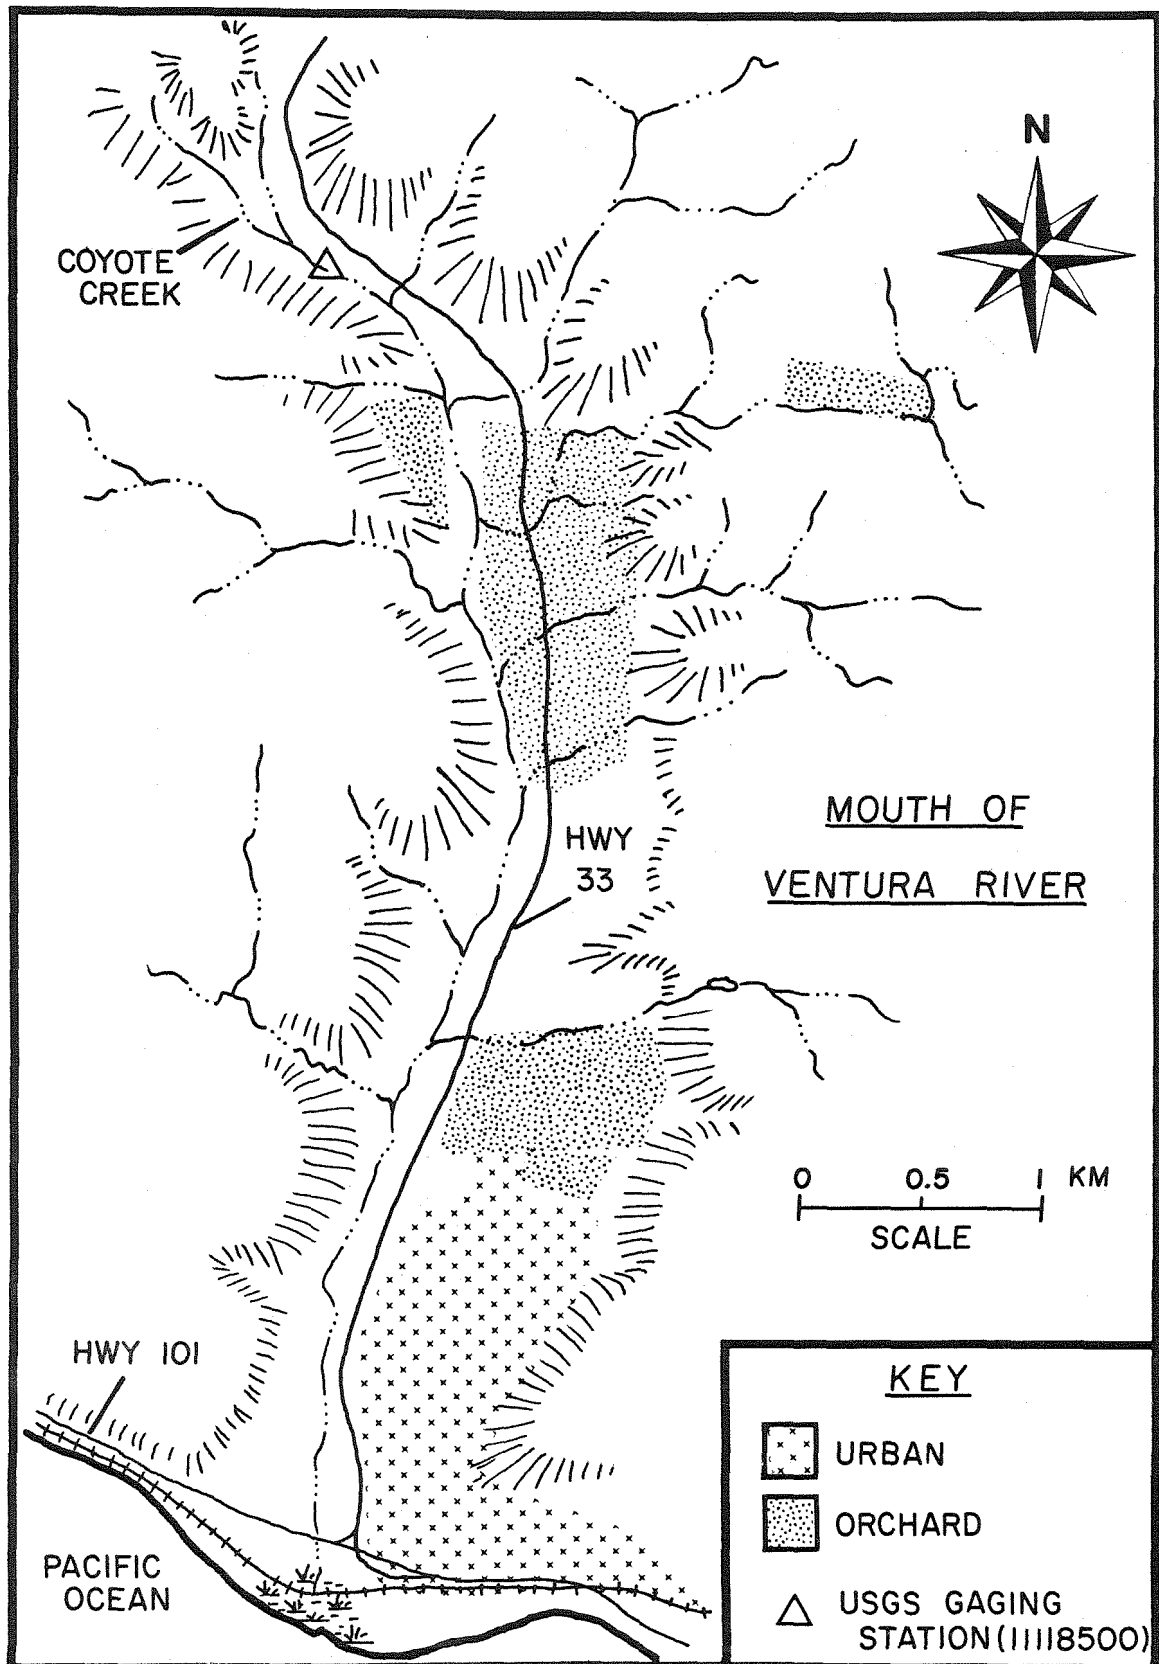 N
COYOTE
CREEK
HWY
33
MOUTH OF
VENTURA RIVER
0 0.5 1 KM
SCALE
HWY 101
PACIFIC
OCEAN
KEY
URBAN
ORCHARD
USGS GAGING
STATION (11118500)